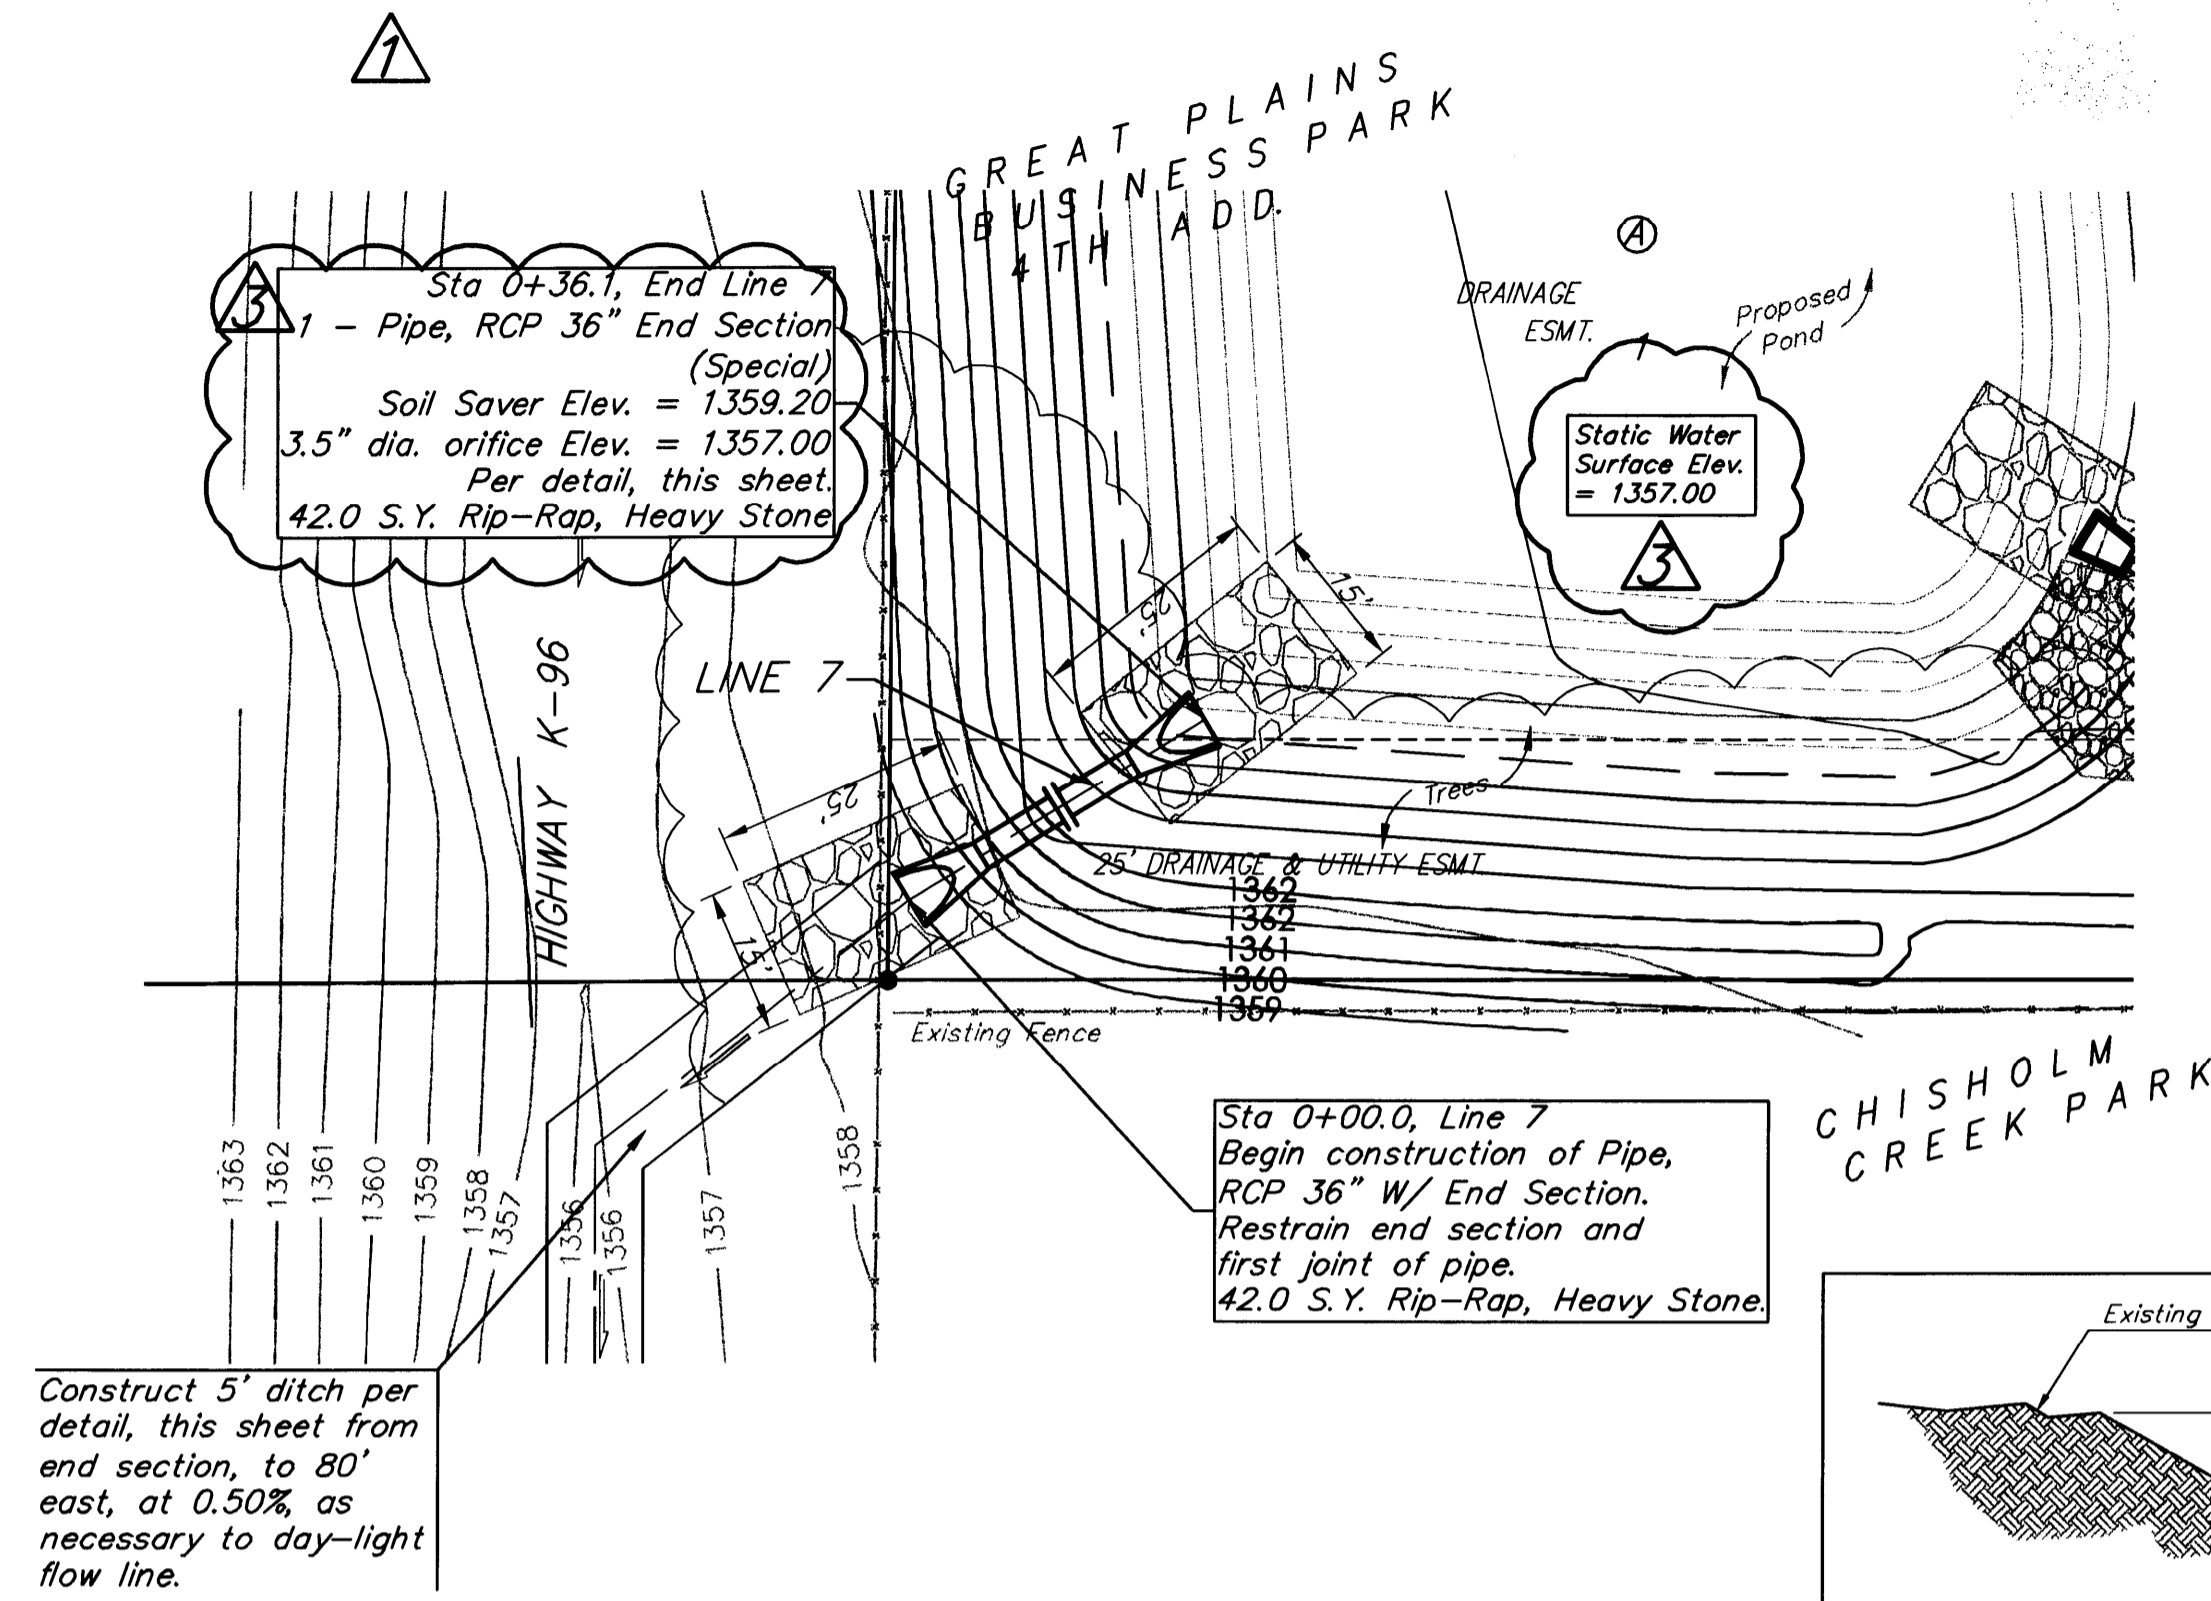 1
GREAT PLAINS
BUSINESS PARK
4TH ADD.
A
DRAINAGE
ESMT.
Proposed
Pond
1
3
Sta 0+36.1, End Line 7
1 - Pipe, RCP 36" End Section
(Special)
Soil Saver Elev. = 1359.20
3.5" dia. orifice Elev. = 1357.00
Per detail, this sheet.
42.0 S.Y. Rip-Rap, Heavy Stone
Static Water
Surface Elev.
= 1357.00
3
25'
15'
HIGHWAY K-96
LINE 7
25'
15'
Trees
25' DRAINAGE & UTILITY ESMT.
1362
1362
1361
1360
1359
Existing Fence
CHISHOLM
CREEK PARK
Sta 0+00.0, Line 7
Begin construction of Pipe,
RCP 36" W/ End Section.
Restrain end section and
first joint of pipe.
42.0 S.Y. Rip-Rap, Heavy Stone.
1363
1362
1361
1360
1359
1358
1357
1356
1356
1357
1358
Existing
Construct 5' ditch per
detail, this sheet from
end section, to 80'
east, at 0.50%, as
necessary to day-light
flow line.